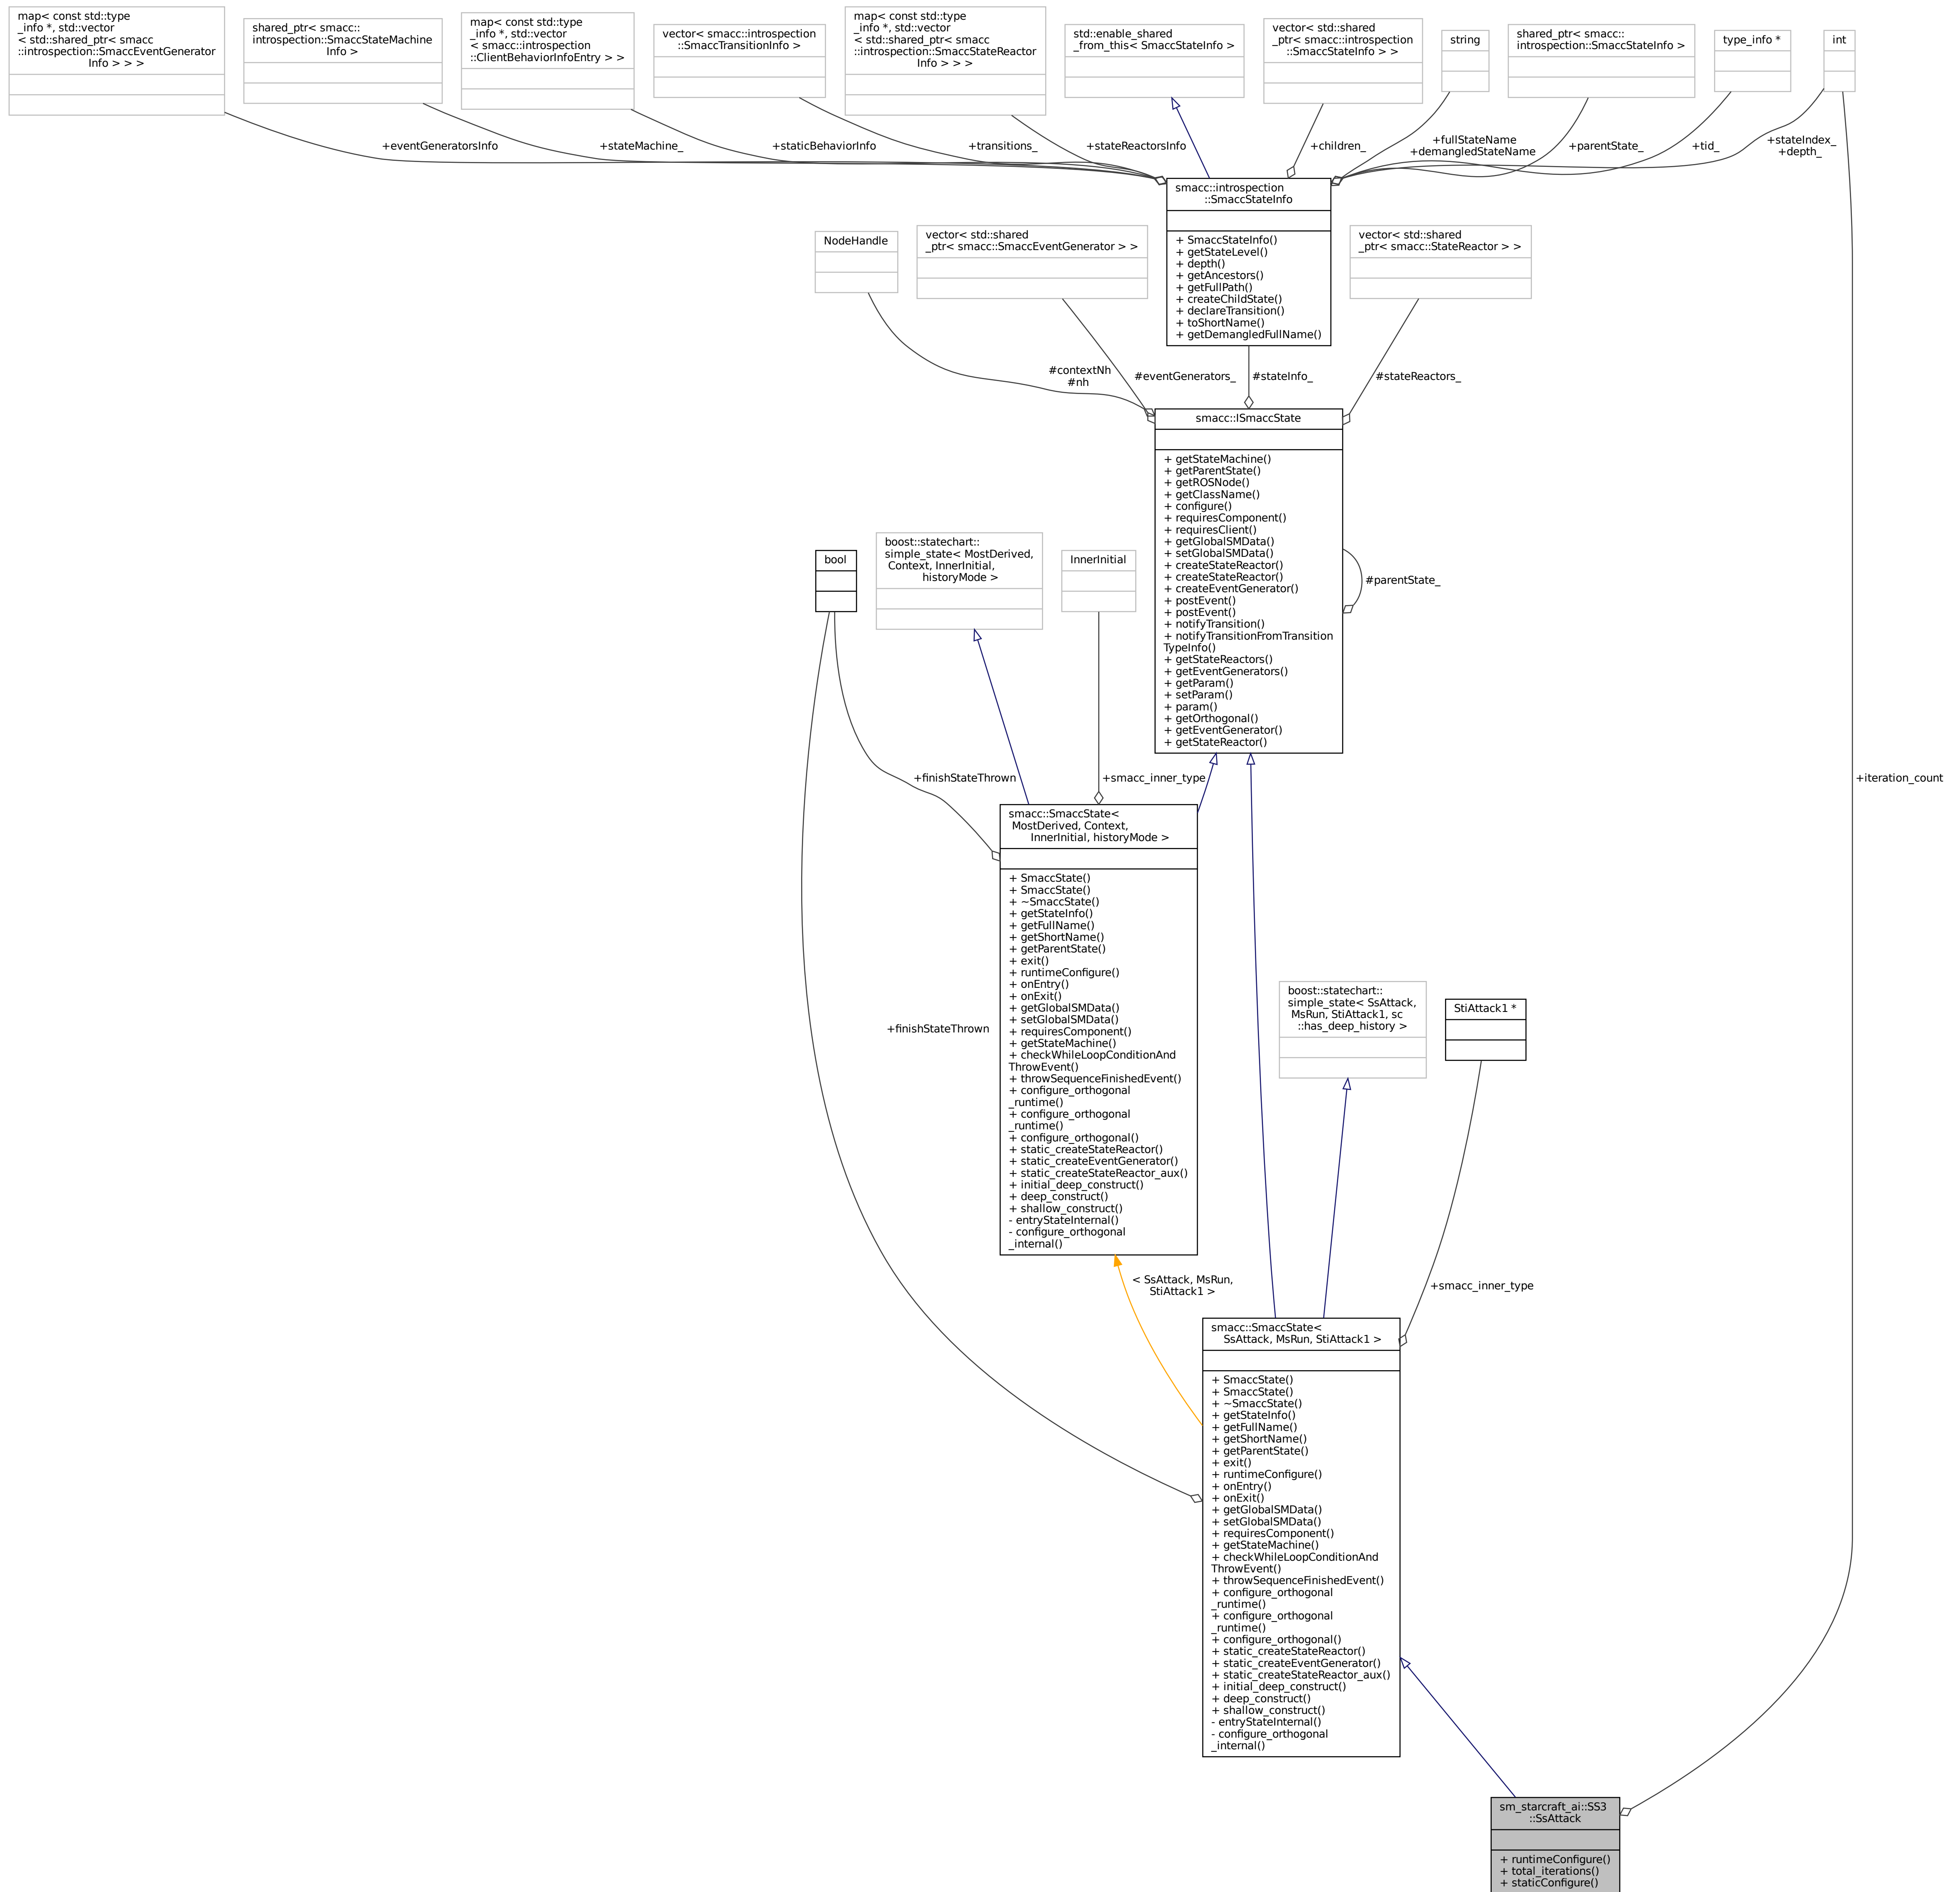 map< const std::type
_info *, std::vector
< std::shared_ptr< smacc
::introspection::SmaccEventGenerator
Info > > >
shared_ptr< smacc::
introspection::SmaccStateMachine
Info >
map< const std::type
_info *, std::vector
< smacc::introspection
::ClientBehaviorInfoEntry > >
vector< smacc::introspection
::SmaccTransitionInfo >
map< const std::type
_info *, std::vector
< std::shared_ptr< smacc
::introspection::SmaccStateReactor
Info > > >
std::enable_shared
_from_this< SmaccStateInfo >
vector< std::shared
_ptr< smacc::introspection
::SmaccStateInfo > >
string
shared_ptr< smacc::
introspection::SmaccStateInfo >
type_info *
int
+eventGeneratorsInfo
+stateMachine_
+staticBehaviorInfo
+transitions_
+stateReactorsInfo
+children_
+fullStateName
+demangledStateName
+parentState_
+tid_
+stateIndex_
+depth_
smacc::introspection
::SmaccStateInfo
+ SmaccStateInfo()
+ getStateLevel()
+ depth()
+ getAncestors()
+ getFullPath()
+ createChildState()
+ declareTransition()
+ toShortName()
+ getDemangledFullName()
NodeHandle
vector< std::shared
_ptr< smacc::SmaccEventGenerator > >
vector< std::shared
_ptr< smacc::StateReactor > >
#contextNh
#nh
#eventGenerators_
#stateInfo_
#stateReactors_
smacc::ISmaccState
+ getStateMachine()
+ getParentState()
+ getROSNode()
+ getClassName()
+ configure()
+ requiresComponent()
+ requiresClient()
+ getGlobalSMData()
+ setGlobalSMData()
+ createStateReactor()
+ createStateReactor()
+ createEventGenerator()
+ postEvent()
+ postEvent()
+ notifyTransition()
+ notifyTransitionFromTransition
TypeInfo()
+ getStateReactors()
+ getEventGenerators()
+ getParam()
+ setParam()
+ param()
+ getOrthogonal()
+ getEventGenerator()
+ getStateReactor()
#parentState_
bool
boost::statechart::
simple_state< MostDerived,
Context, InnerInitial,
historyMode >
InnerInitial
+finishStateThrown
+smacc_inner_type
+iteration_count
smacc::SmaccState<
MostDerived, Context,
InnerInitial, historyMode >
+ SmaccState()
+ SmaccState()
+ ~SmaccState()
+ getStateInfo()
+ getFullName()
+ getShortName()
+ getParentState()
+ exit()
+ runtimeConfigure()
+ onEntry()
+ onExit()
+ getGlobalSMData()
+ setGlobalSMData()
+ requiresComponent()
+ getStateMachine()
+ checkWhileLoopConditionAnd
ThrowEvent()
+ throwSequenceFinishedEvent()
+ configure_orthogonal
_runtime()
+ configure_orthogonal
_runtime()
+ configure_orthogonal()
+ static_createStateReactor()
+ static_createEventGenerator()
+ static_createStateReactor_aux()
+ initial_deep_construct()
+ deep_construct()
+ shallow_construct()
- entryStateInternal()
- configure_orthogonal
_internal()
+finishStateThrown
boost::statechart::
simple_state< SsAttack,
MsRun, StiAttack1, sc
::has_deep_history >
StiAttack1 *
< SsAttack, MsRun,
StiAttack1 >
+smacc_inner_type
smacc::SmaccState<
SsAttack, MsRun, StiAttack1 >
+ SmaccState()
+ SmaccState()
+ ~SmaccState()
+ getStateInfo()
+ getFullName()
+ getShortName()
+ getParentState()
+ exit()
+ runtimeConfigure()
+ onEntry()
+ onExit()
+ getGlobalSMData()
+ setGlobalSMData()
+ requiresComponent()
+ getStateMachine()
+ checkWhileLoopConditionAnd
ThrowEvent()
+ throwSequenceFinishedEvent()
+ configure_orthogonal
_runtime()
+ configure_orthogonal
_runtime()
+ configure_orthogonal()
+ static_createStateReactor()
+ static_createEventGenerator()
+ static_createStateReactor_aux()
+ initial_deep_construct()
+ deep_construct()
+ shallow_construct()
- entryStateInternal()
- configure_orthogonal
_internal()
sm_starcraft_ai::SS3
::SsAttack
+ runtimeConfigure()
+ total_iterations()
+ staticConfigure()